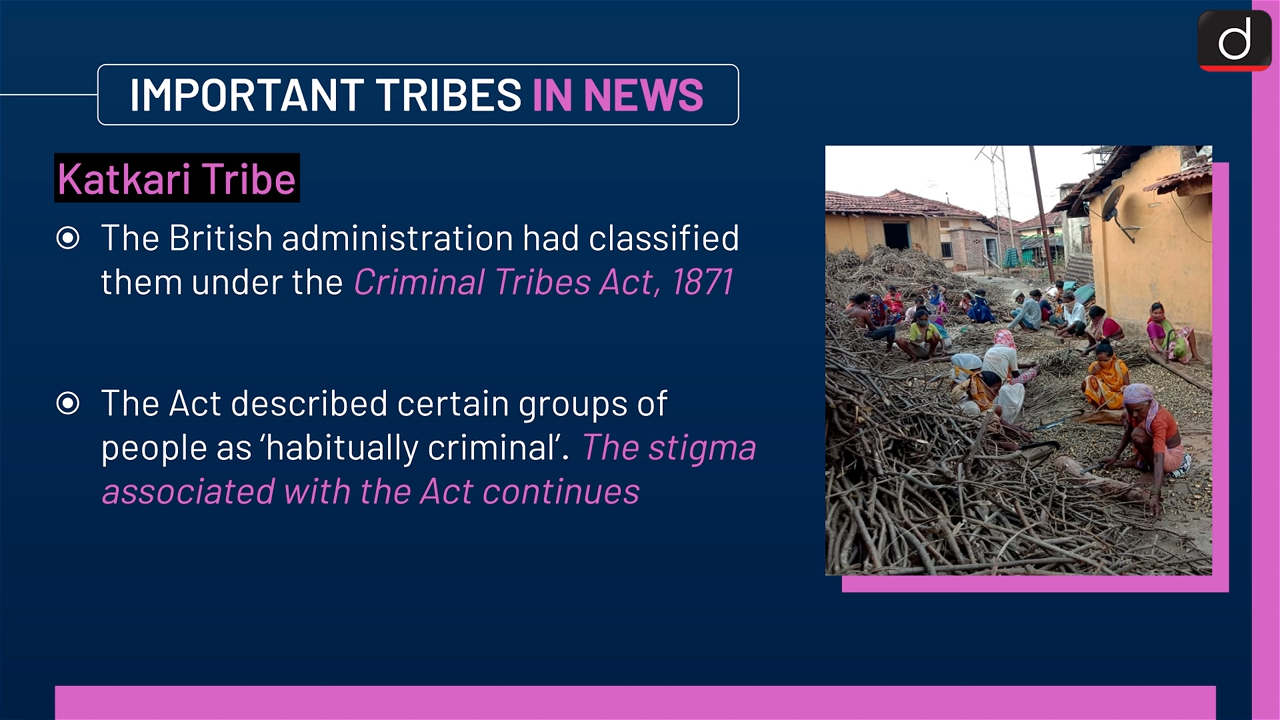 d
IMPORTANT TRIBES IN NEWS
Katkari Tribe
The British administration had classified
them under the Criminal Tribes Act, 1871
The Act described certain groups of
people as ‘habitually criminal’. The stigma
associated with the Act continues